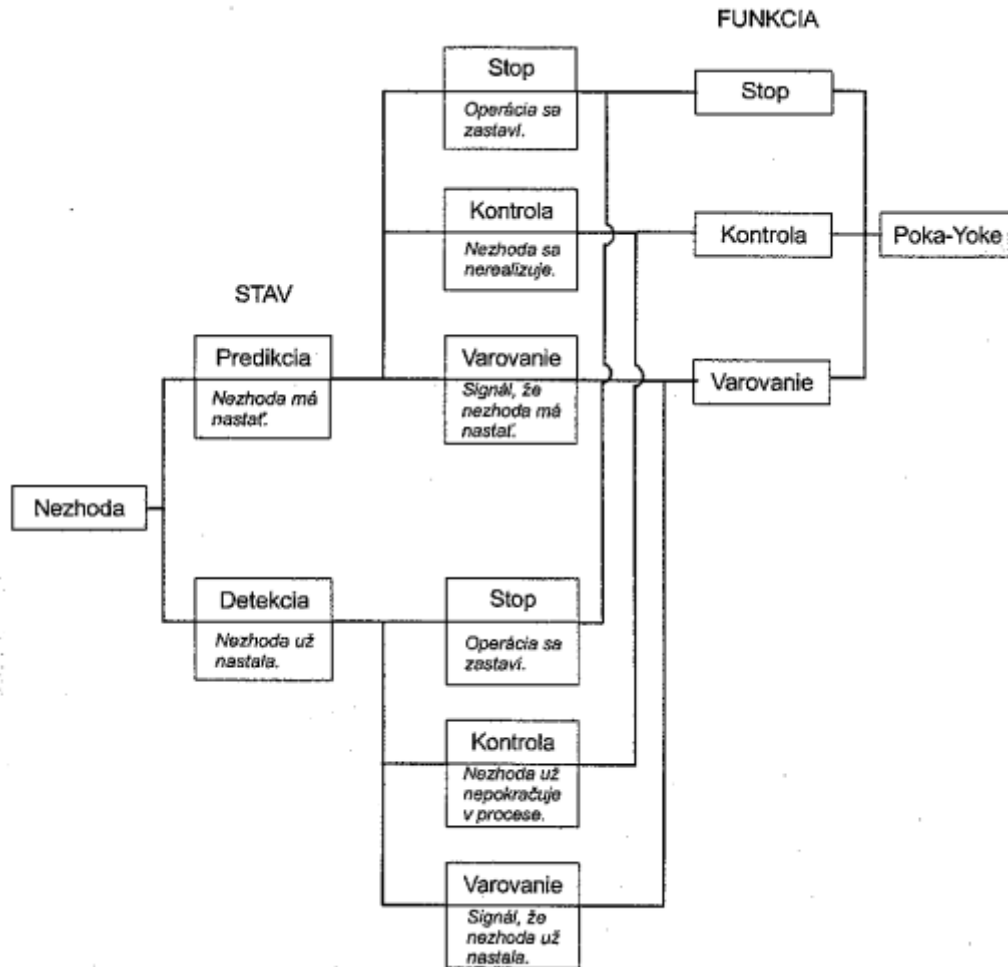 FUNKCIA
Stop
Operácia sa
zastaví.
Stop
Kontrola
Nezhoda sa
nerealizuje.
Kontrola
Poka-Yoke
STAV
Predikcia
Nezhoda má
nastať.
Varovanie
Signál, že
nezhoda má
nastať.
Varovanie
Nezhoda
Detekcia
Nezhoda už
nastala.
Stop
Operácia sa
zastaví.
Kontrola
Nezhoda už
nepokračuje
v procese.
Varovanie
Signál, že
nezhoda už
nastala.